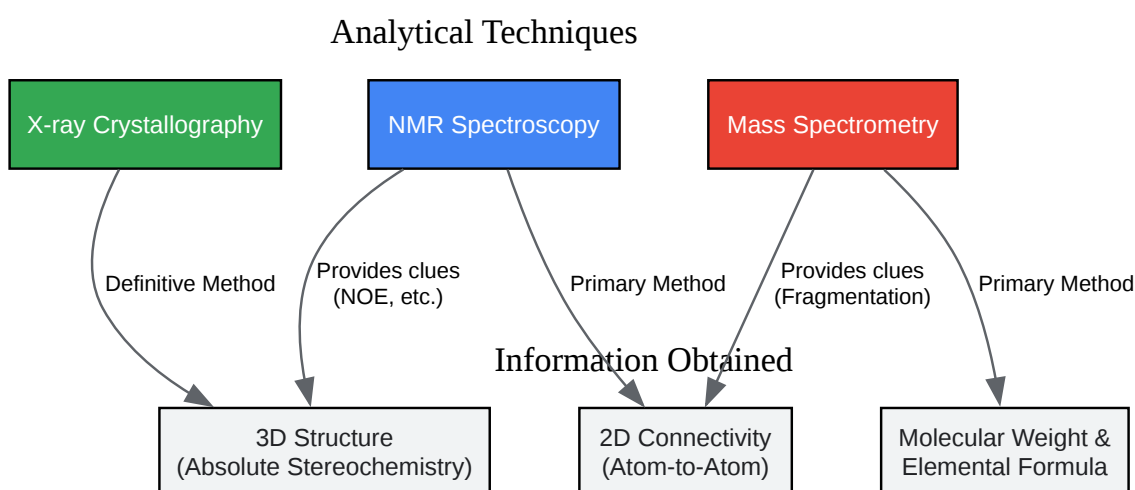 Analytical Techniques
X-ray Crystallography
NMR Spectroscopy
Mass Spectrometry
Definitive Method
Provides clues
(NOE, etc.)
Primary Method
Provides clues
(Fragmentation)
Primary Method
Information Obtained
3D Structure
(Absolute Stereochemistry)
2D Connectivity
(Atom-to-Atom)
Molecular Weight &
Elemental Formula